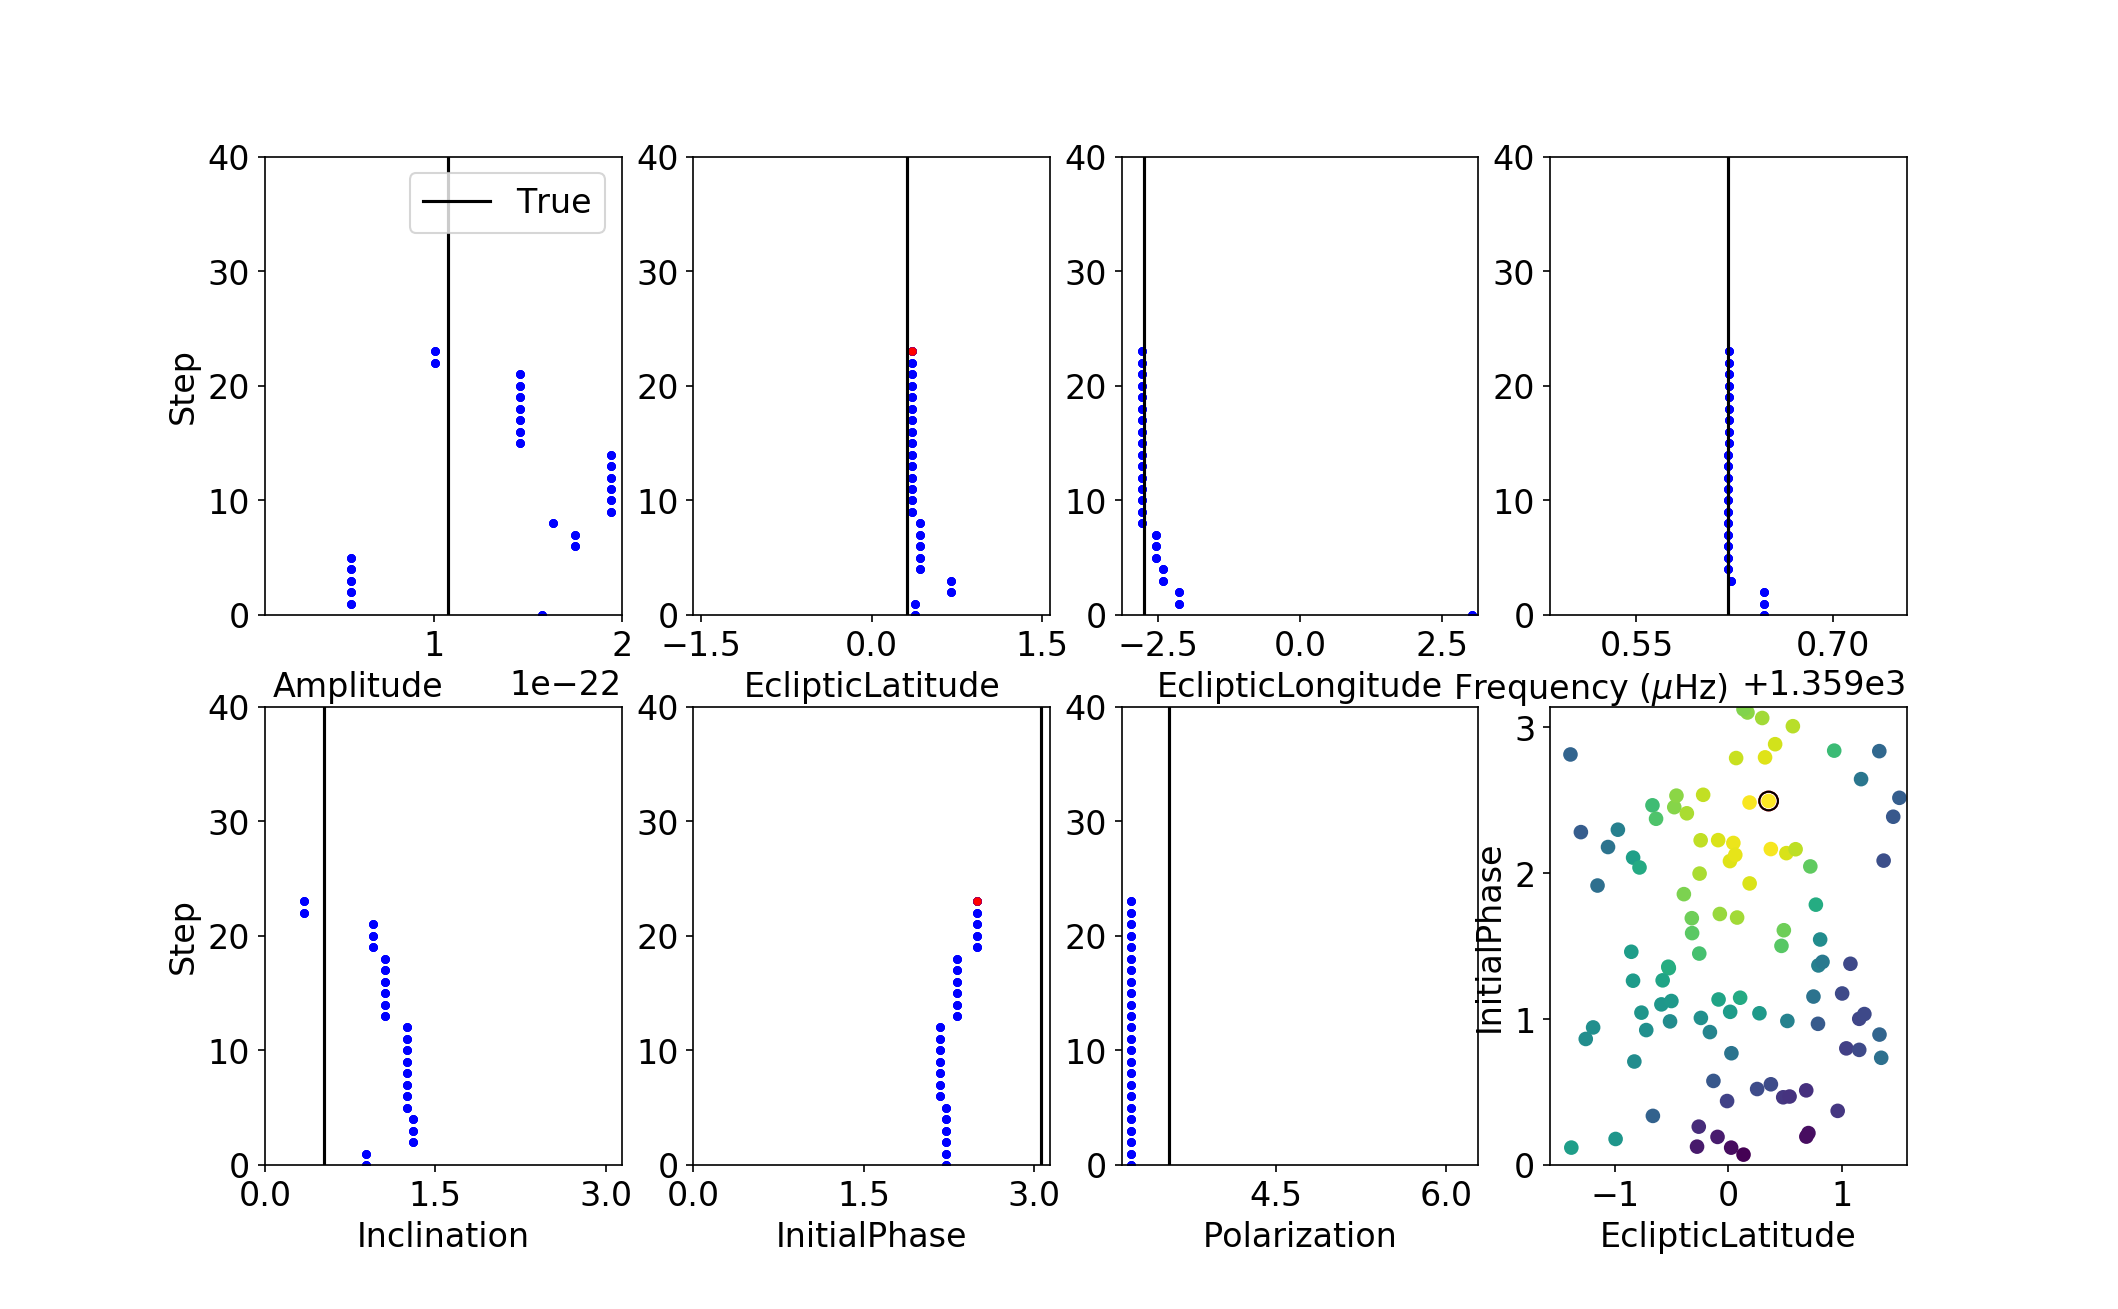 40 40 40 40
True
30 30 30 30
Step
20 20 20 20
10 10 10 10
0 0 0 0
1 2 −1.5 0.0 1.5 −2.5 0.0 2.5 0.55 0.70
Amplitude 1e−22 EclipticLatitude EclipticLongitude Frequency (μHz) +1.359e3
40 40 40 3
30 30 30
Step
20 20 20 2
InitialPhase
10 10 10 1
0 0 0 0
0.0 1.5 3.0 0.0 1.5 3.0 4.5 6.0 −1 0 1
Inclination InitialPhase Polarization EclipticLatitude